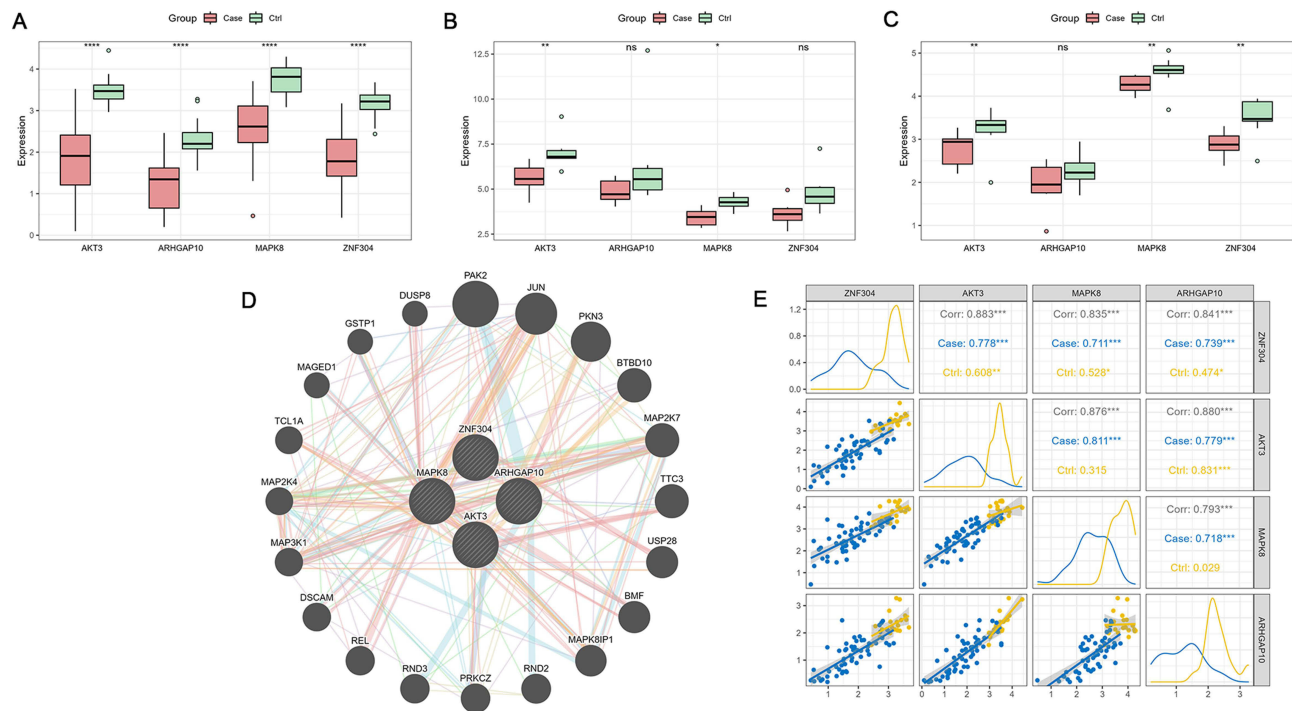 A
Group Case Ctrl
**** **** **** ****
4
3
2
1
0
Expression
AKT3 ARHGAP10 MAPK8 ZNF304
B
Group Case Ctrl
** ns * ns
12.5
10.0
7.5
5.0
2.5
Expression
AKT3 ARHGAP10 MAPK8 ZNF304
C
Group Case Ctrl
** ns ** **
5
4
3
2
1
Expression
AKT3 ARHGAP10 MAPK8 ZNF304
D
PAK2
JUN
DUSP8
PKN3
GSTP1
BTBD10
MAGED1
MAP2K7
TCL1A
ZNF304
MAPK8
ARHGAP10
TTC3
MAP2K4
AKT3
USP28
MAP3K1
BMF
DSCAM
MAPK8IP1
REL
RND2
RND3
PRKCZ
E
ZNF304 AKT3 MAPK8 ARHGAP10
1.2
0.8
0.4
0.0
Corr: 0.883*** Corr: 0.835*** Corr: 0.841***
Case: 0.778*** Case: 0.711*** Case: 0.739***
Ctrl: 0.608** Ctrl: 0.528* Ctrl: 0.474*
ZNF304
4
3
2
1
0
Corr: 0.876*** Corr: 0.880***
Case: 0.811*** Case: 0.779***
Ctrl: 0.315 Ctrl: 0.831***
AKT3
4
3
2
1
Corr: 0.793***
Case: 0.718***
Ctrl: 0.029
MAPK8
3
2
1
ARHGAP10
1 2 3 0 1 2 3 4 1 2 3 4 1 2 3